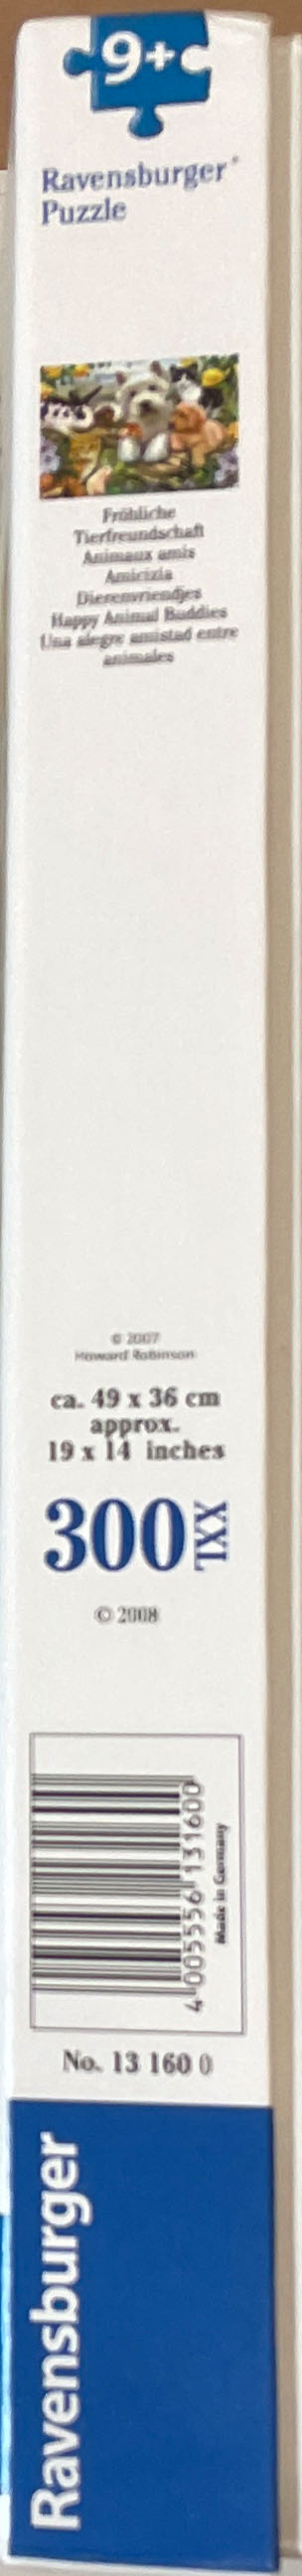 9+
Ravensburger®
Puzzle
Fröhliche
Tierfreundschaft
Animaux amis
Amicizia
Dierenvriendjes
Happy Animal Buddies
Una alegre amistad entre
animales
© 2007
Howard Robinson
ca. 49 x 36 cm
approx.
19 x 14 inches
300 XXL
© 2008
4 005556 131600
Made in Germany
No. 13 160 0
Ravensburger